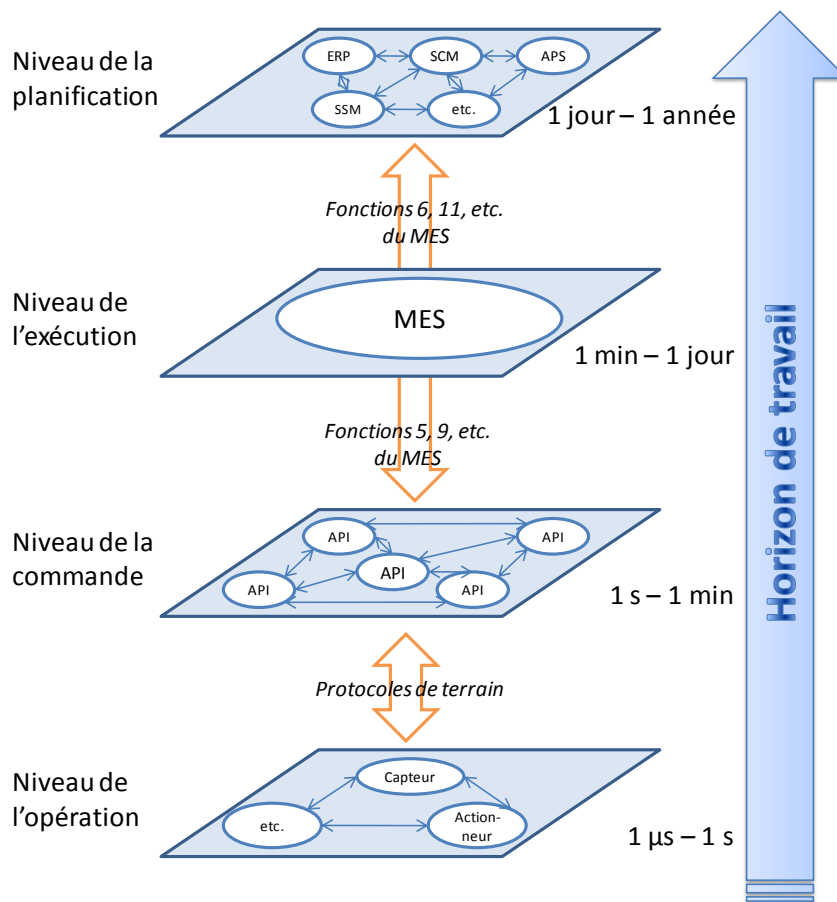 Niveau de la
planification
ERP
SCM
APS
SSM
etc.
1 jour – 1 année
Fonctions 6, 11, etc.
du MES
Niveau de
l'exécution
MES
1 min – 1 jour
Fonctions 5, 9, etc.
du MES
Niveau de la
commande
API
API
API
API
API
1 s – 1 min
Protocoles de terrain
Niveau de
l'opération
Capteur
etc.
Action-
neur
1 µs – 1 s
Horizon de travail